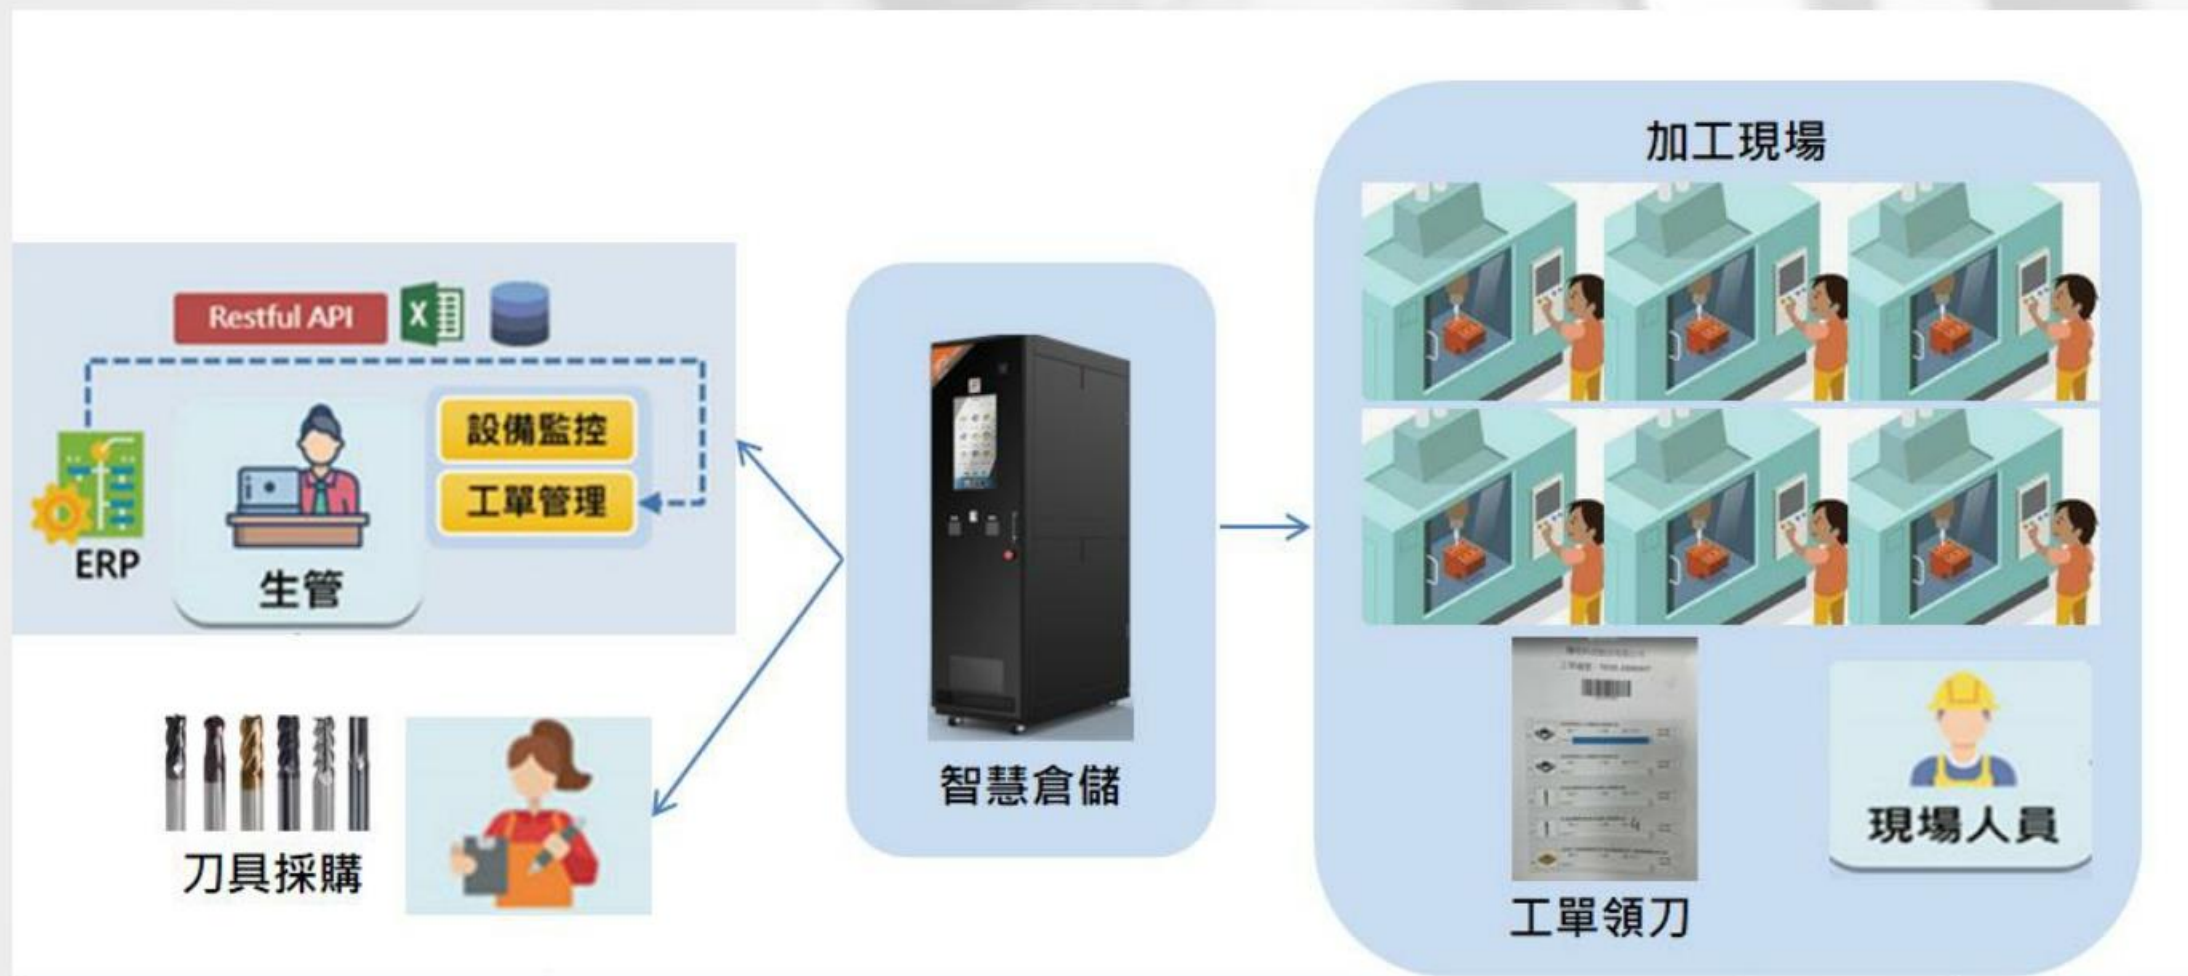 加工現場
Restful API
X
設備監控
工單管理
ERP
生管
智慧倉儲
刀具採購
工單領刀
現場人員